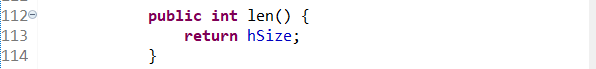 112 public int len() {
113 return hSize;
114 }